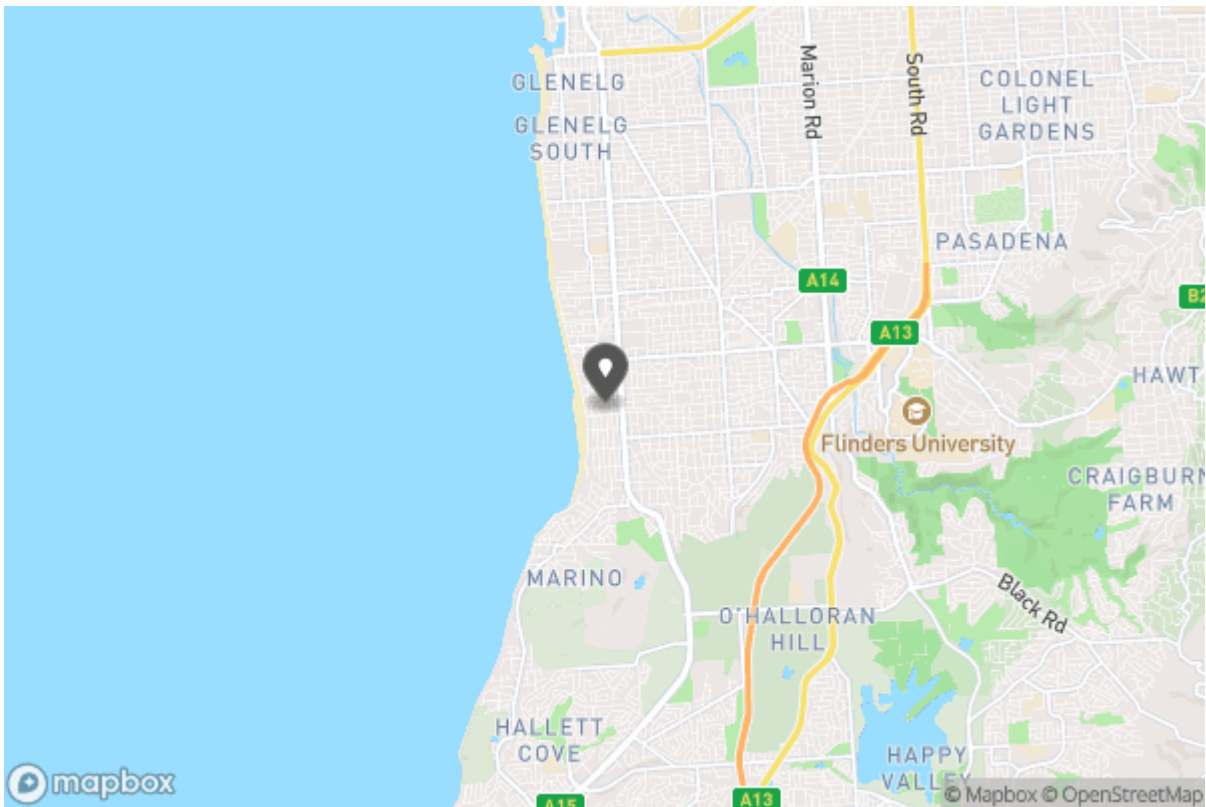 GLENELG
GLENELG
SOUTH
Marion Rd
South Rd
COLONEL
LIGHT
GARDENS
PASADENA
A14
B2
A13
HAWT
Flinders University
CRAIGBURN
FARM
MARINO
Black Rd
O'HALLORAN
HILL
HALLETT
COVE
HAPPY
VALLEY
mapbox
A15
A13
© Mapbox © OpenStreetMap